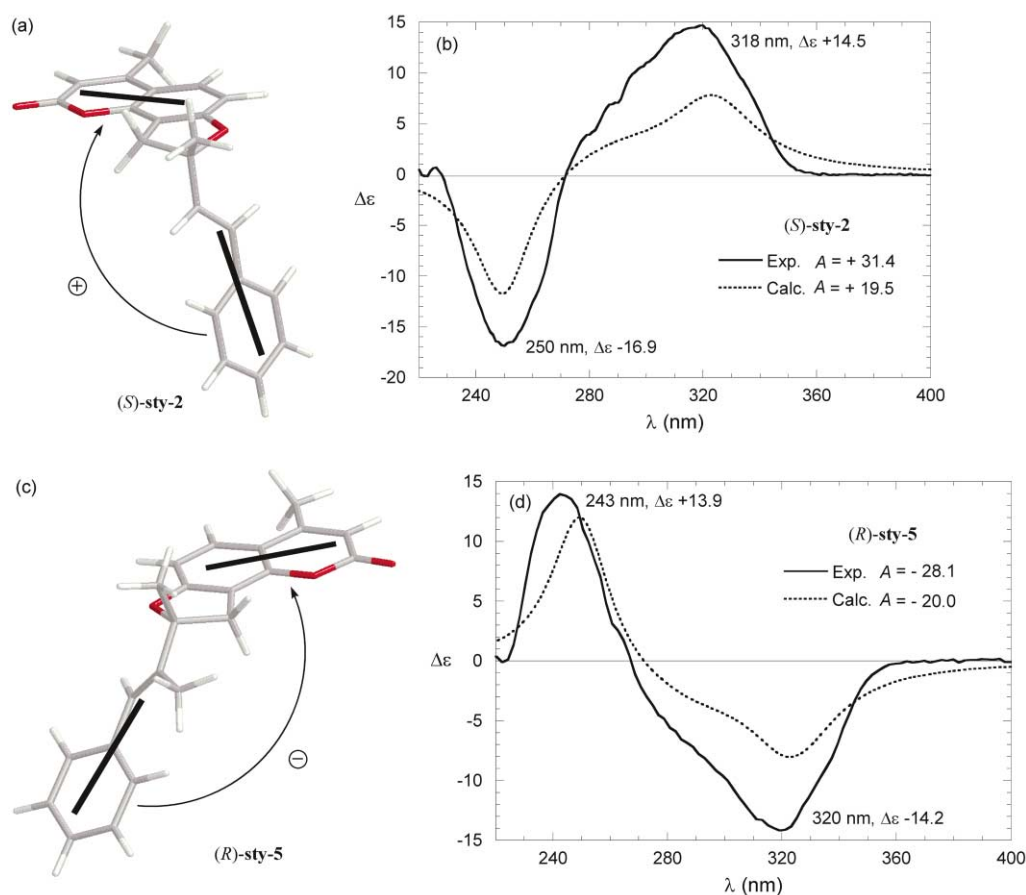 (a)
(S)-sty-2
(b)
318 nm, Δε +14.5
250 nm, Δε -16.9
(S)-sty-2
Exp. A = + 31.4
Calc. A = + 19.5
15
10
5
0
-5
-10
-15
-20
Δε
240 280 320 360 400
λ (nm)
⊕
(c)
(R)-sty-5
⊖
(d)
243 nm, Δε +13.9
(R)-sty-5
Exp. A = - 28.1
Calc. A = - 20.0
320 nm, Δε -14.2
15
10
5
0
-5
-10
-15
Δε
240 280 320 360 400
λ (nm)